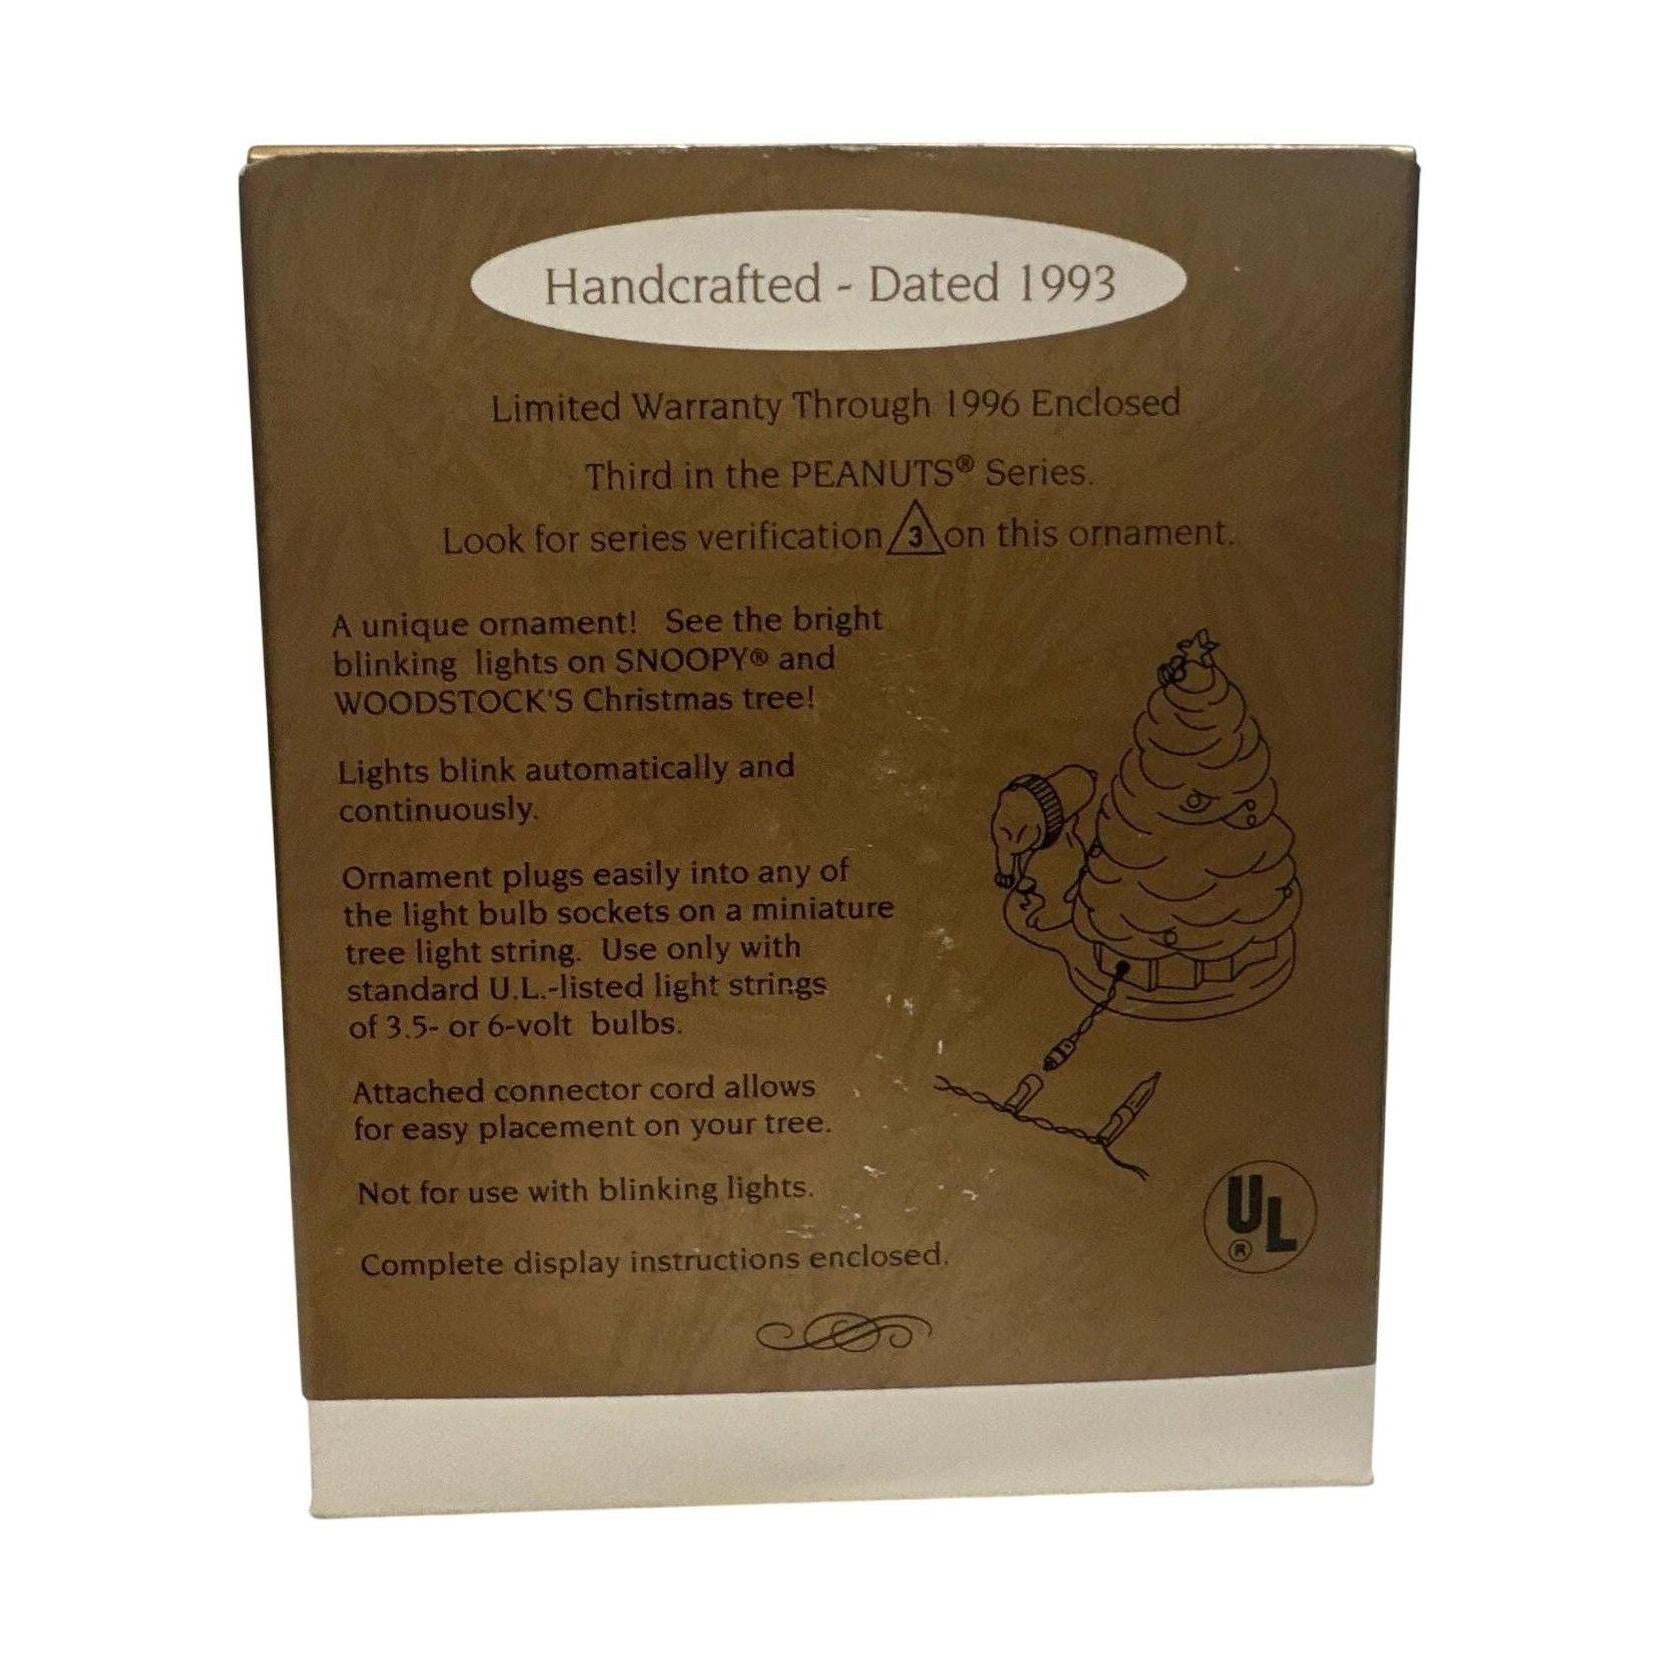 Handcrafted - Dated 1993
Limited Warranty Through 1996 Enclosed
Third in the PEANUTS® Series.
Look for series verification 3 on this ornament.
A unique ornament! See the bright
blinking lights on SNOOPY® and
WOODSTOCK'S Christmas tree!
Lights blink automatically and
continuously.
Ornament plugs easily into any of
the light bulb sockets on a miniature
tree light string. Use only with
standard U.L.-listed light strings
of 3.5- or 6-volt bulbs.
Attached connector cord allows
for easy placement on your tree.
Not for use with blinking lights.
Complete display instructions enclosed.
UL®